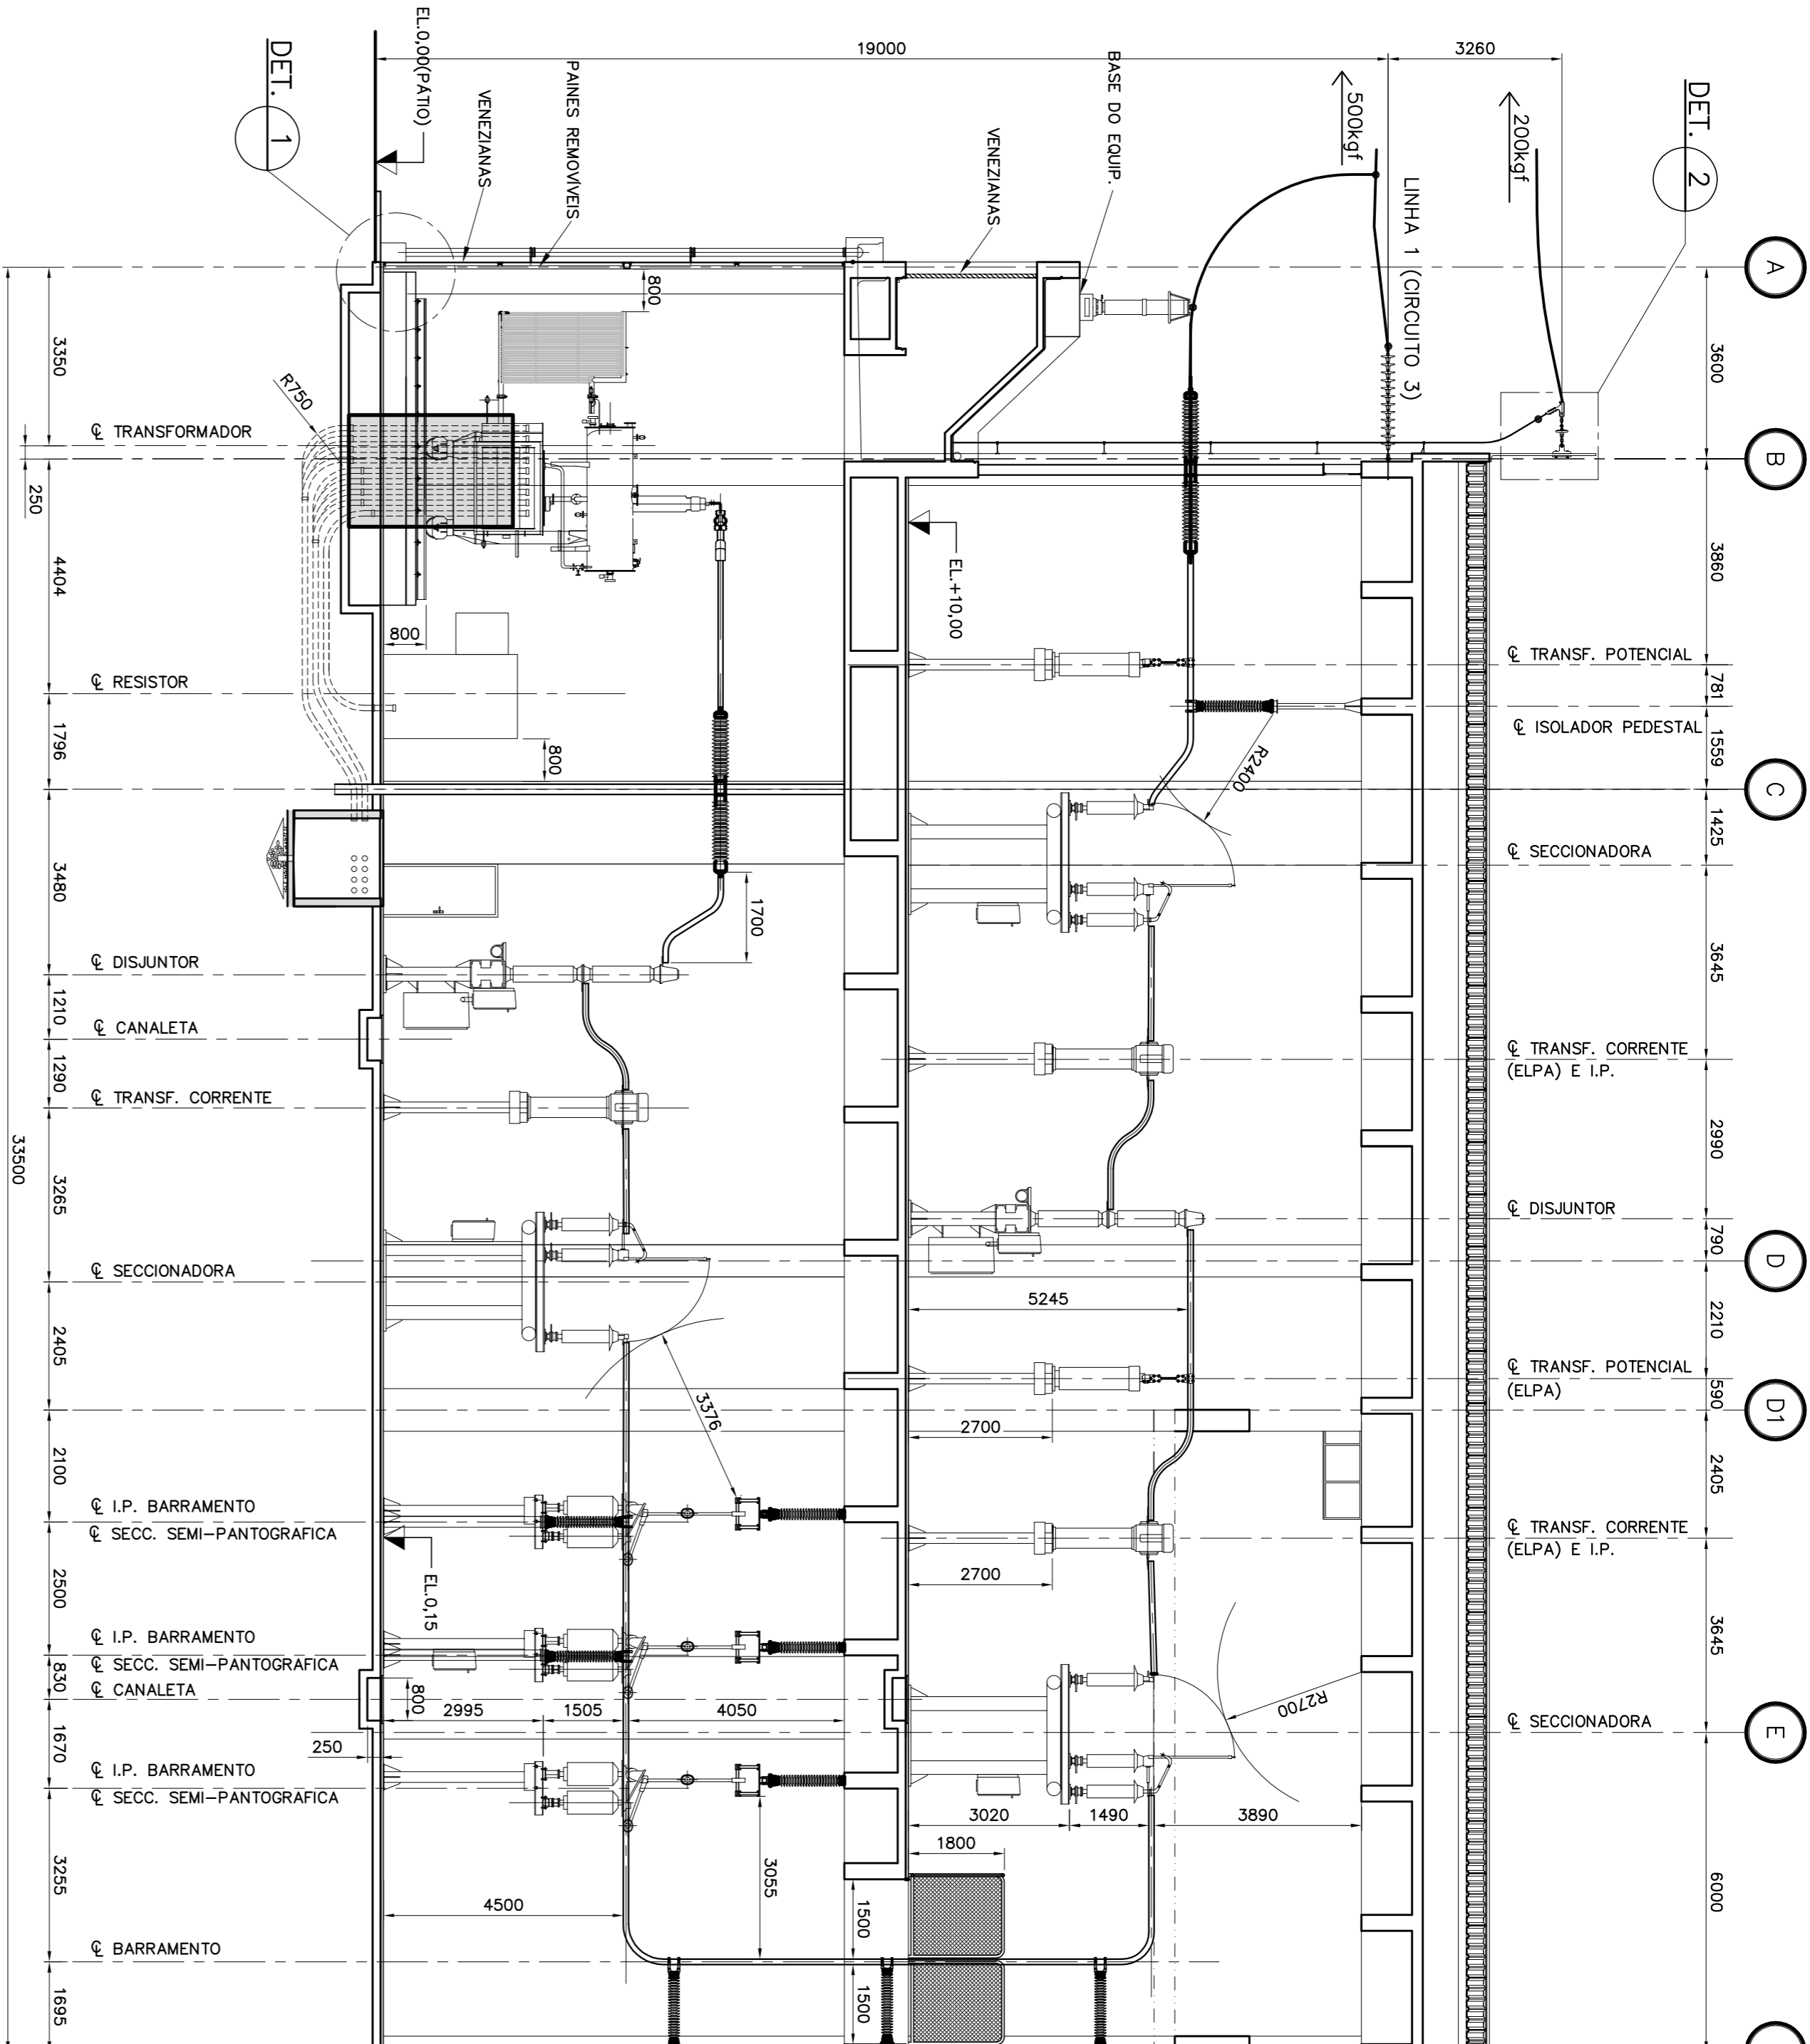 A
B
C
D
D1
E
3600
3860
781
1559
1425
3645
2990
790
2210
590
2405
3645
6000
DET.
2
200kgf
500kgf
LINHA 1 (CIRCUITO 3)
3260
19000
℄ TRANSF. POTENCIAL
℄ ISOLADOR PEDESTAL
℄ SECCIONADORA
℄ TRANSF. CORRENTE
(ELPA) E I.P.
℄ DISJUNTOR
℄ TRANSF. POTENCIAL
(ELPA)
℄ TRANSF. CORRENTE
(ELPA) E I.P.
℄ SECCIONADORA
BASE DO EQUIP.
VENEZIANAS
EL.+10,00
R2400
5245
2700
2700
R2700
3020
1490
3890
1800
1500
1500
EL.0,00(PÁTIO)
VENEZIANAS
PAINES REMOVÍVEIS
DET.
1
800
R750
800
800
1700
3376
EL.0,15
800
2995
1505
4050
250
3055
4500
℄ TRANSFORMADOR
℄ RESISTOR
℄ DISJUNTOR
℄ CANALETA
℄ TRANSF. CORRENTE
℄ SECCIONADORA
℄ I.P. BARRAMENTO
℄ SECC. SEMI-PANTOGRAFICA
℄ I.P. BARRAMENTO
℄ SECC. SEMI-PANTOGRAFICA
℄ CANALETA
℄ I.P. BARRAMENTO
℄ SECC. SEMI-PANTOGRAFICA
℄ BARRAMENTO
3350
250
4404
1796
3480
1210
1290
3265
2405
2100
2500
830
1670
3255
1695
33500